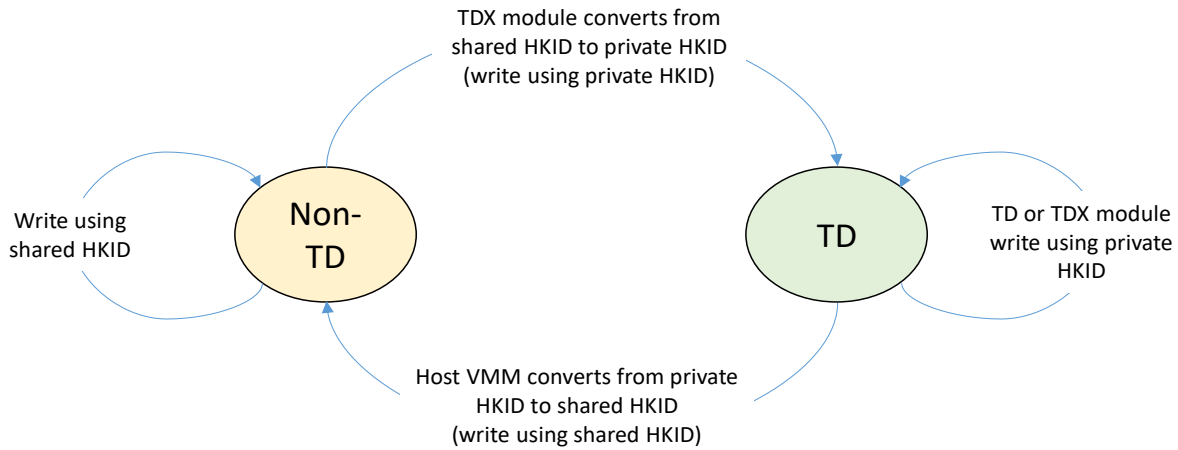 TDX module converts from
shared HKID to private HKID
(write using private HKID)
Write using
shared HKID
Non-
TD
TD
TD or TDX module
write using private
HKID
Host VMM converts from private
HKID to shared HKID
(write using shared HKID)